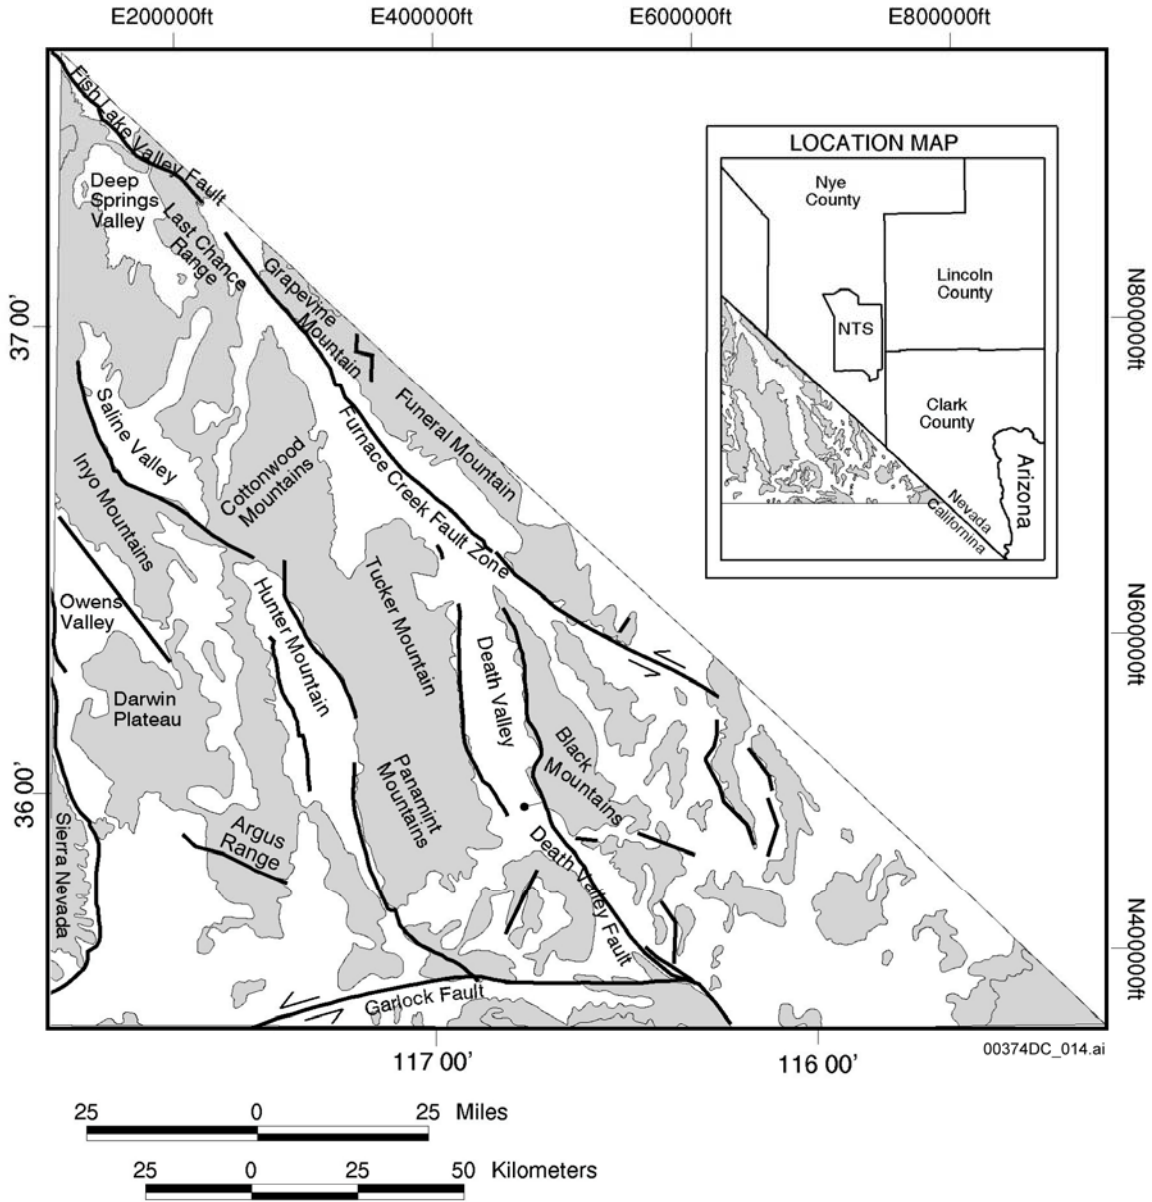 E200000ft E400000ft E600000ft E800000ft
Fish Lake Valley Fault
LOCATION MAP
Nye
County
Deep
Springs
Valley
Last Chance
Range
Lincoln
County
N800000ft
Grapevine
Mountain
37 00'
NTS
Funeral Mountain
Saline Valley
Clark
County
Furnace Creek Fault Zone
Cottonwood
Mountains
Inyo Mountains
Arizona
Nevada
Californina
Tucker Mountain
Hunter Mountain
Owens
Valley
N600000ft
Death Valley
Darwin
Plateau
Black
Mountains
Panamint
Mountains
36 00'
Sierra Nevada
Argus
Range
Death Valley Fault
N400000ft
Garlock Fault
00374DC_014.ai
117 00' 116 00'
25 0 25 Miles
25 0 25 50 Kilometers